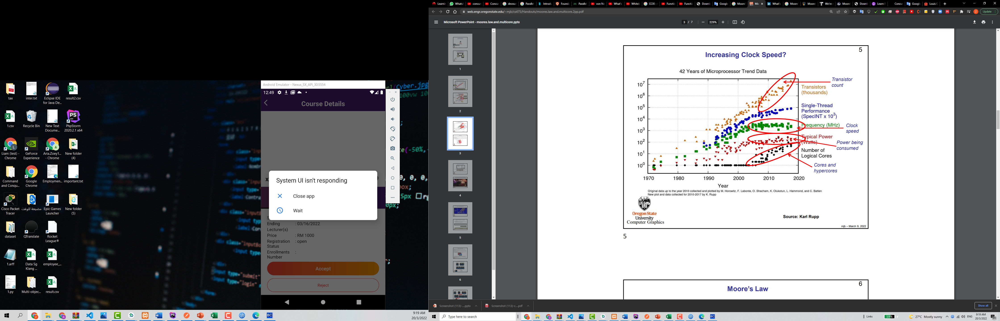 tax
inter.txt
Eclipse IDE
for Java De...
result2.csv
1.csv
Recycle Bin
New Text
Docume...
PhpStorm
2020.2.1 x64
Liam (test) -
Chrome
GeForce
Experience
Aria.Zoey1...
- Chrome
New folder
(4)
Command
and Conqu...
Google
Chrome
Employmen...
important.txt
Cisco Packet
Tracer
مضيعة للوقت
Epic Games
Launcher
New folder
(5)
dataset
QTranslate
Rocket
League®
1.arff
Data Sg
Klang ...
employee_...
1.py
Multi-objec...
result.csv
Android Emulator - Nexus_5X_API_30:5554
12:49
Course Details
System UI isn't responding
Close app
Wait
Ending : 03/16/2022
Lecturer(s)
Price : RM 1000
Registration : open
Status
Enrollments :
Number
Accept
Reject
9:19 AM
20/3/2022
web.engr.oregonstate.edu/~mjb/cs475/Handouts/moores.law.and.multicore.2pp.pdf
Update
Microsoft PowerPoint - moores.law.and.multicore.pptx
3 / 7
229%
1
2
3
4
5
6
5
Increasing Clock Speed?
42 Years of Microprocessor Trend Data
10^7
10^6
10^5
10^4
10^3
10^2
10^1
10^0
Transistor
count
Transistors
(thousands)
Single-Thread
Performance
(SpecINT x 10^3)
Frequency (MHz)
Clock
speed
Typical Power
(Watts)
Power being
consumed
Number of
Logical Cores
Cores and
hypercores
1970 1980 1990 2000 2010 2020
Year
Original data up to the year 2010 collected and plotted by M. Horowitz, F. Labonte, O. Shacham, K. Olukotun, L. Hammond, and C. Batten
New plot and data collected for 2010-2017 by K. Rupp
Oregon State
University
Computer Graphics
Source: Karl Rupp
mjb – March 9, 2022
5
6
Moore's Law
Screenshot (113)-....pptx
Screenshot (113)-c....pdf
Show all
Type here to search
Links
59%
27°C Mostly sunny
ENG
9:19 AM
20/3/2022